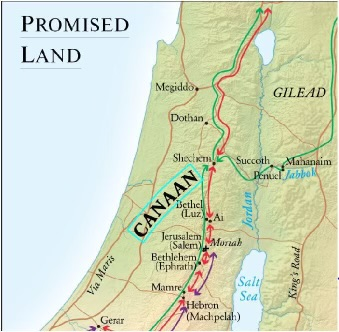 PROMISED
LAND
Megiddo
GILEAD
Dothan
Shechem
Succoth
Mahanaim
Penuel
Jabbok
CANAAN
Bethel
(Luz)
Ai
Jordan
Jerusalem
(Salem)
Moriah
Bethlehem
(Ephrath)
King's Road
Via Maris
Salt
Sea
Mamre
Hebron
(Machpelah)
Gerar